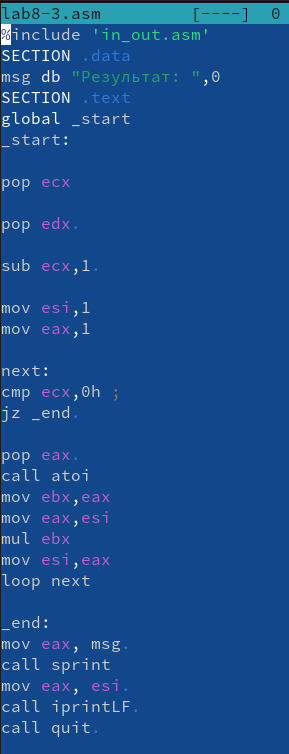 lab8-3.asm [----] 0
%include 'in_out.asm'
SECTION .data
msg db "Результат: ",0
SECTION .text
global _start
_start:
pop ecx
pop edx.
sub ecx,1.
mov esi,1
mov eax,1
next:
cmp ecx,0h ;
jz _end.
pop eax.
call atoi
mov ebx,eax
mov eax,esi
mul ebx
mov esi,eax
loop next
_end:
mov eax, msg.
call sprint
mov eax, esi.
call iprintLF.
call quit.